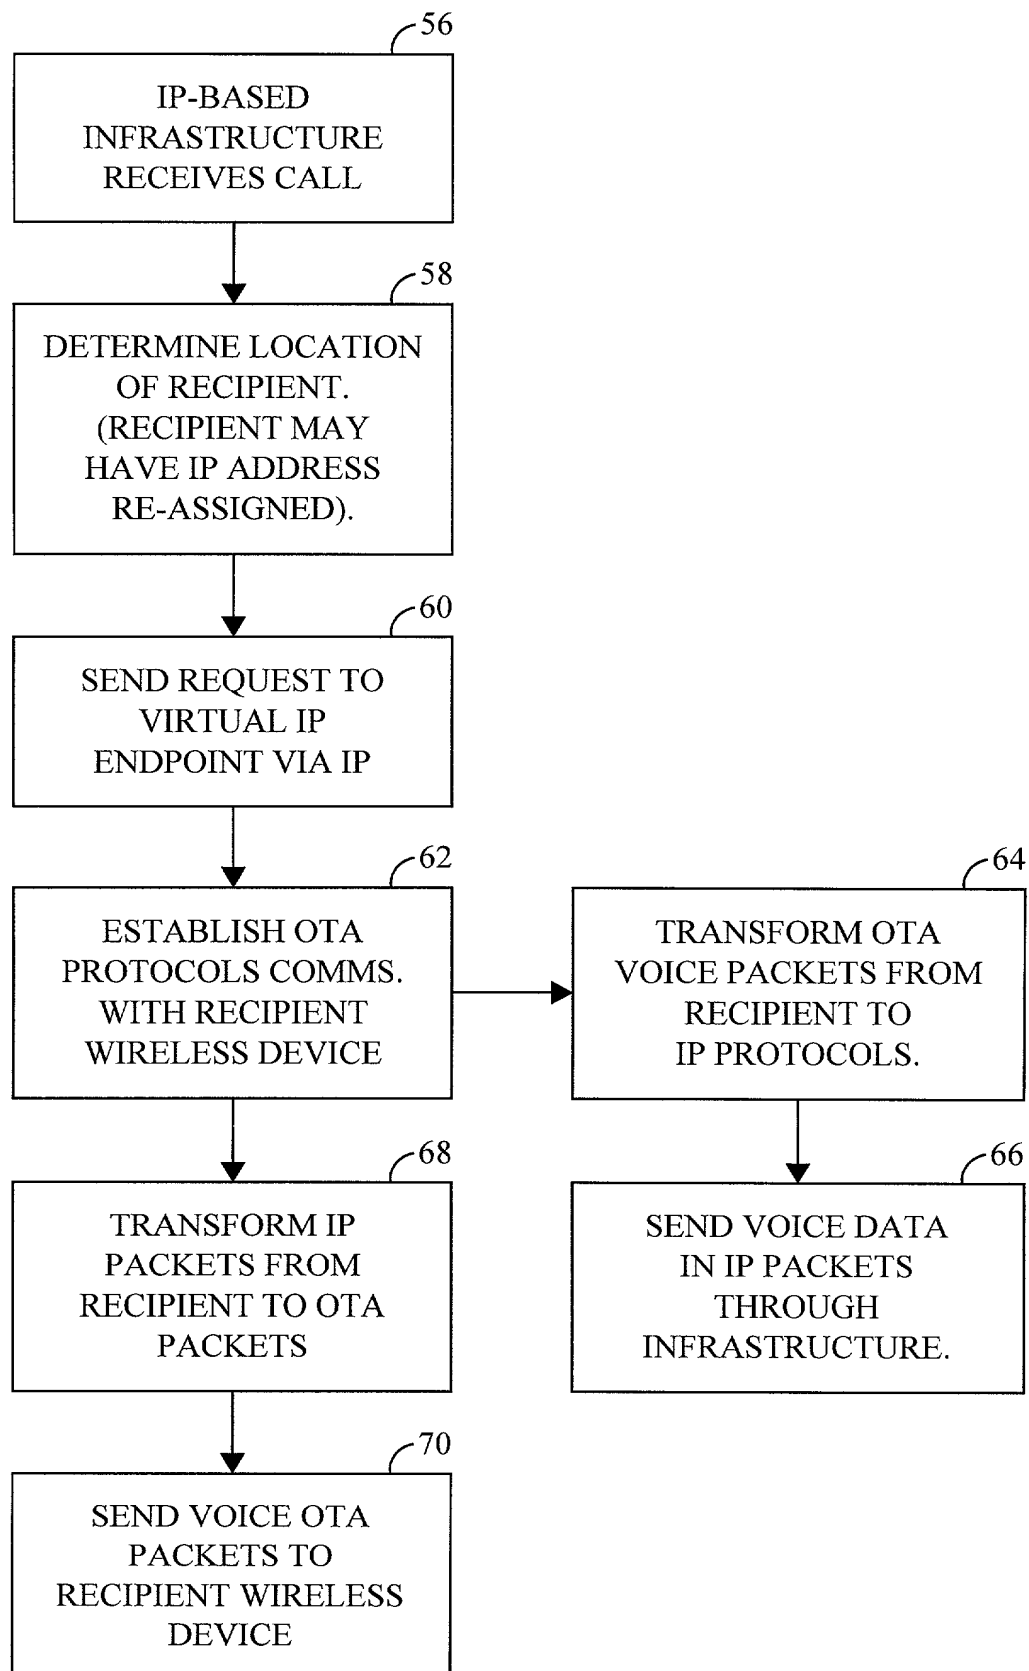 56
IP-BASED
INFRASTRUCTURE
RECEIVES CALL
58
DETERMINE LOCATION
OF RECIPIENT.
(RECIPIENT MAY
HAVE IP ADDRESS
RE-ASSIGNED).
60
SEND REQUEST TO
VIRTUAL IP
ENDPOINT VIA IP
62
ESTABLISH OTA
PROTOCOLS COMMS.
WITH RECIPIENT
WIRELESS DEVICE
64
TRANSFORM OTA
VOICE PACKETS FROM
RECIPIENT TO
IP PROTOCOLS.
66
SEND VOICE DATA
IN IP PACKETS
THROUGH
INFRASTRUCTURE.
68
TRANSFORM IP
PACKETS FROM
RECIPIENT TO OTA
PACKETS
70
SEND VOICE OTA
PACKETS TO
RECIPIENT WIRELESS
DEVICE